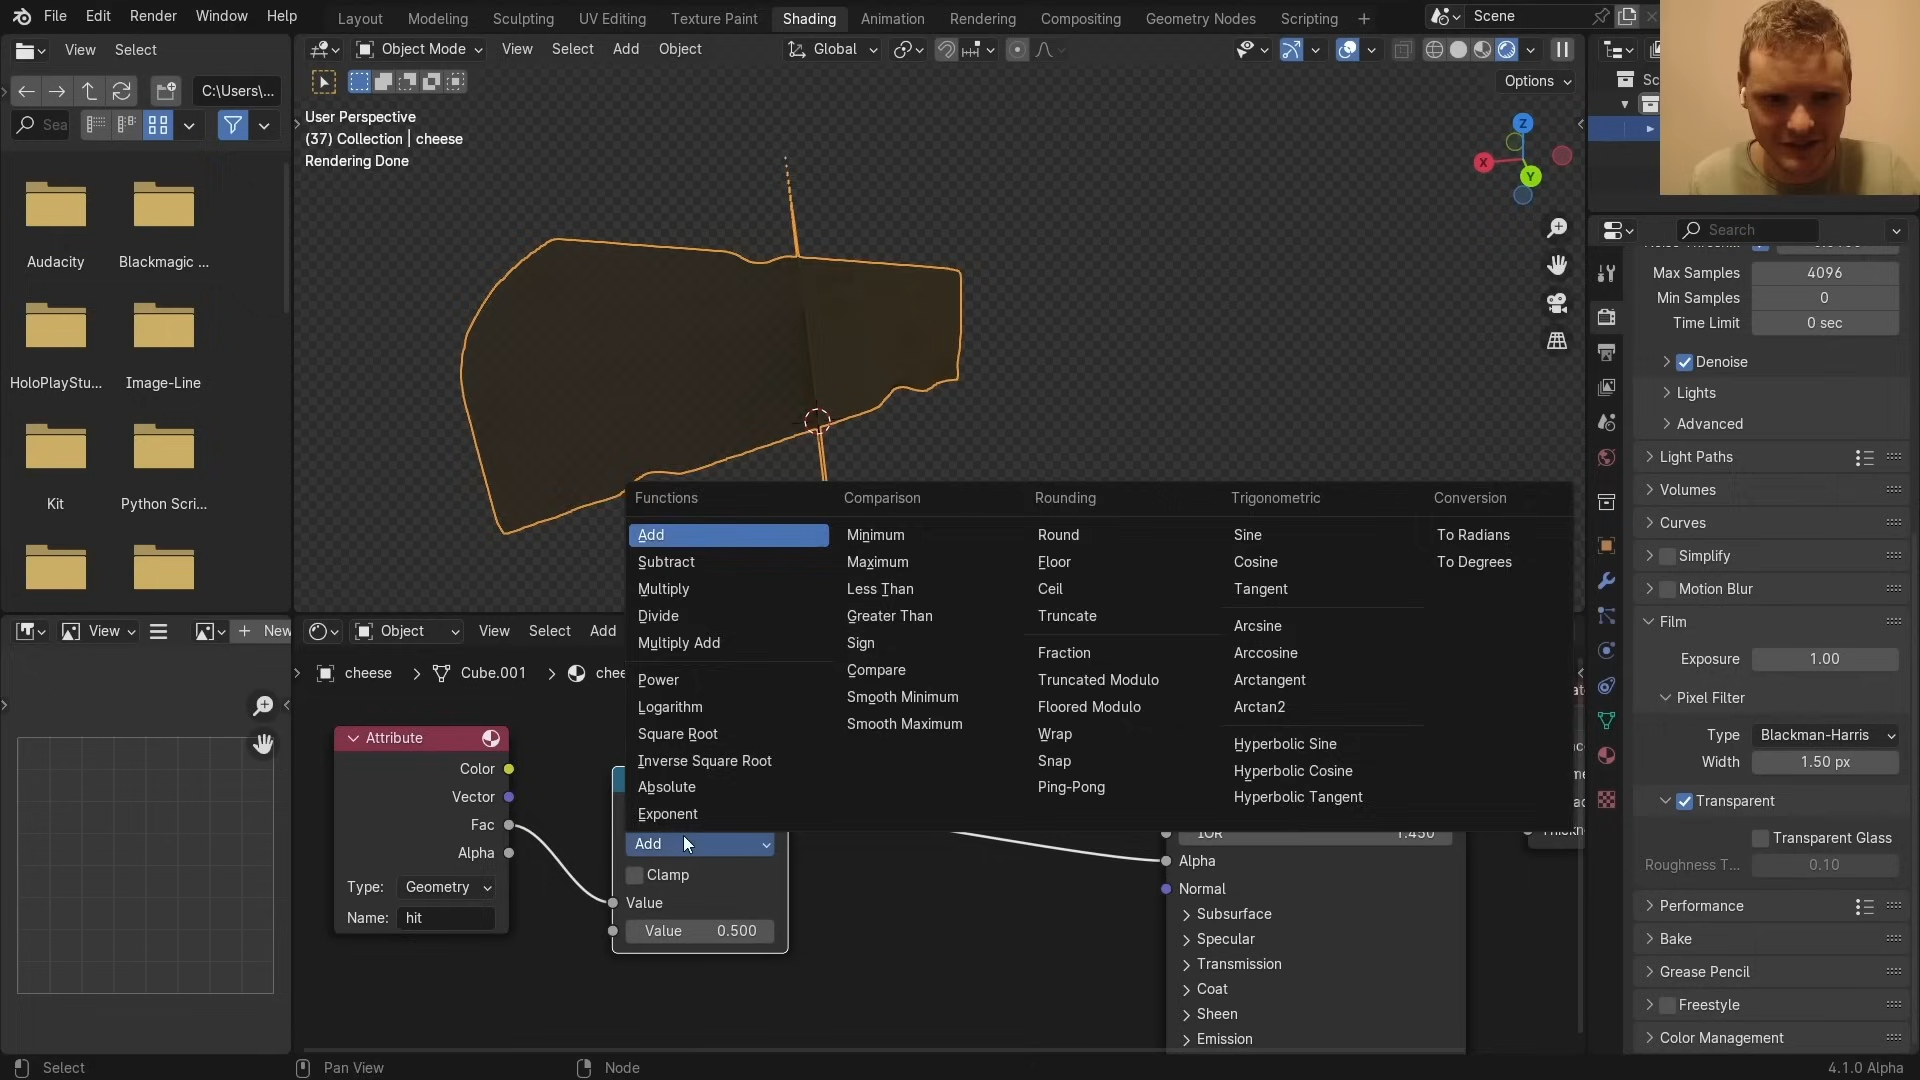 File Edit Render Window Help
Layout Modeling Sculpting UV Editing Texture Paint Shading Animation Rendering Compositing Geometry Nodes Scripting
Scene
View Select
Object Mode View Select Add Object
Global
C:\Users\...
Options
Sea
User Perspective
(37) Collection | cheese
Rendering Done
Z
X
Y
Sc
Audacity Blackmagic ...
HoloPlayStu... Image-Line
Kit Python Scri...
Search
Max Samples 4096
Min Samples 0
Time Limit 0 sec
Denoise
Lights
Advanced
Light Paths
Volumes
Curves
Simplify
Motion Blur
Film
Exposure 1.00
Pixel Filter
Type Blackman-Harris
Width 1.50 px
Transparent
Transparent Glass
Roughness T... 0.10
Performance
Bake
Grease Pencil
Freestyle
Color Management
Functions Comparison Rounding Trigonometric Conversion
Add Minimum Round Sine To Radians
Subtract Maximum Floor Cosine To Degrees
Multiply Less Than Ceil Tangent
Divide Greater Than Truncate
Arcsine
Multiply Add Sign
Fraction Arccosine
Power Compare Truncated Modulo Arctangent
Logarithm Smooth Minimum Floored Modulo Arctan2
Square Root Smooth Maximum Wrap
Hyperbolic Sine
Inverse Square Root Snap Hyperbolic Cosine
Absolute Ping-Pong Hyperbolic Tangent
Exponent
View New
Object View Select Add
cheese Cube.001 chee
Attribute
Color
Vector
Fac
Alpha
Type: Geometry
Name: hit
Add
Clamp
Value
Value 0.500
IOR 1.450
Alpha
Normal
Subsurface
Specular
Transmission
Coat
Sheen
Emission
Select Pan View Node 4.1.0 Alpha